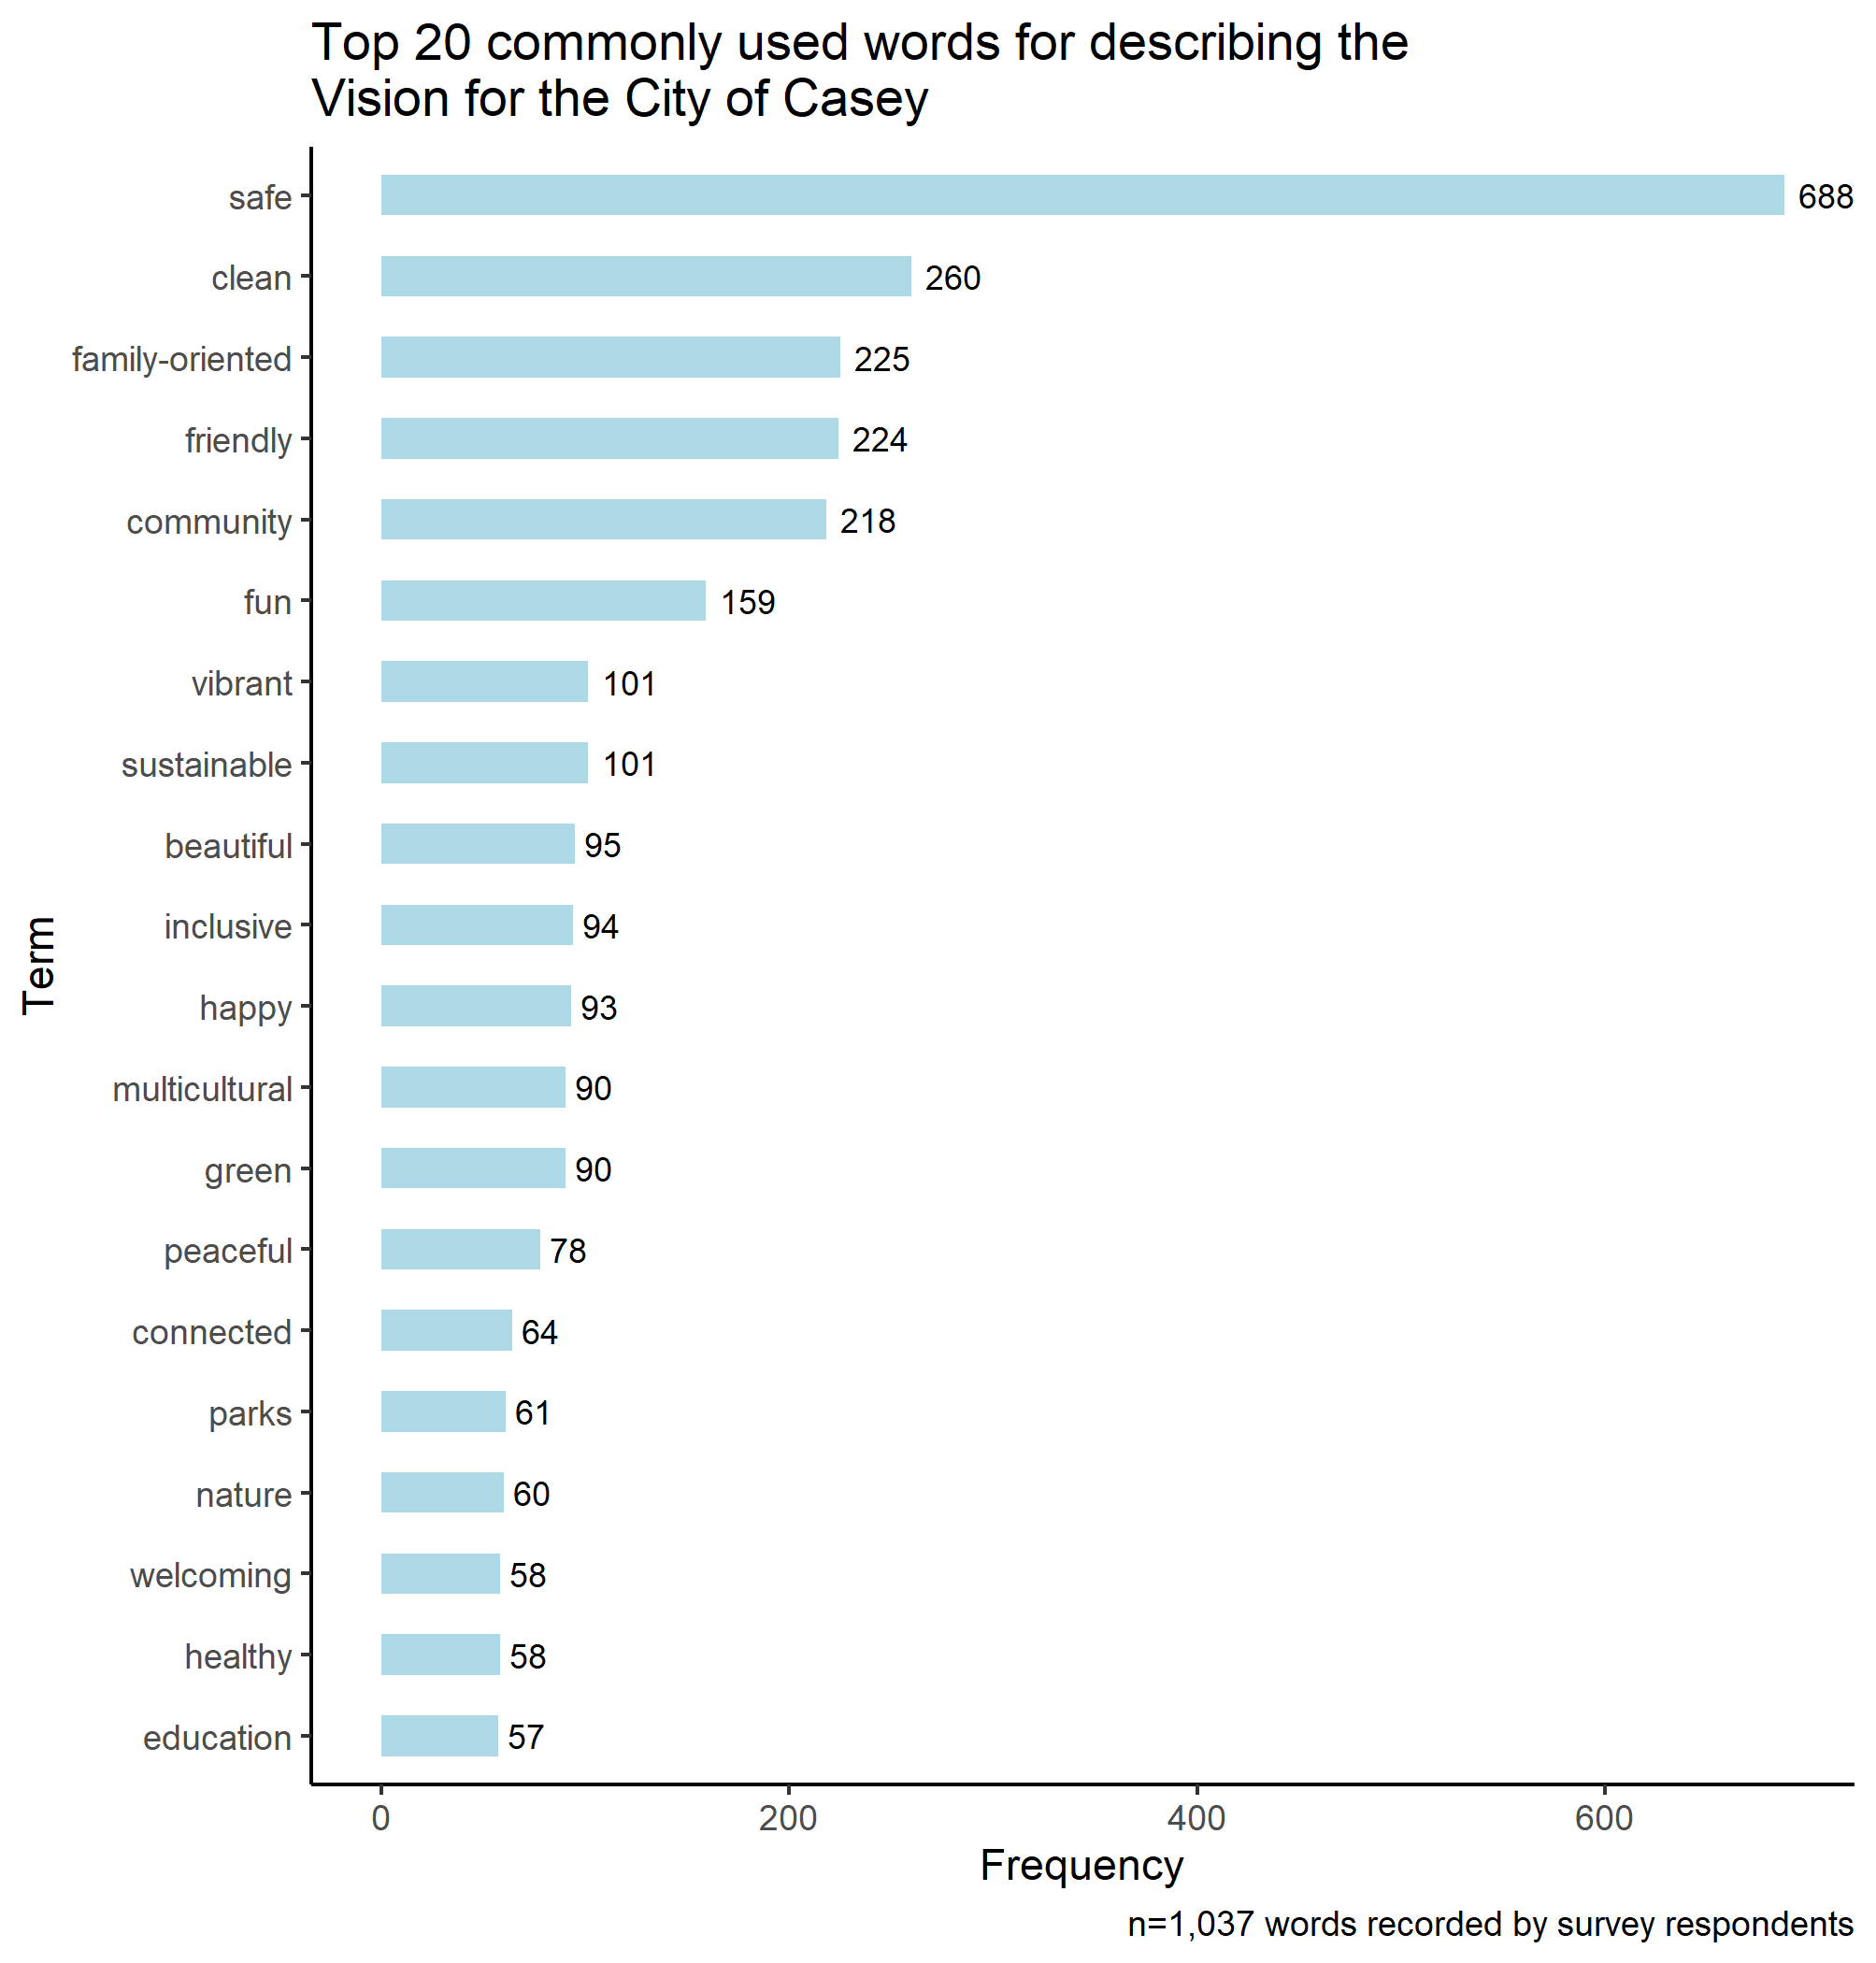 Top 20 commonly used words for describing the
Vision for the City of Casey
safe 688
clean 260
family-oriented 225
friendly 224
community 218
fun 159
vibrant 101
sustainable 101
beautiful 95
inclusive 94
happy 93
multicultural 90
green 90
peaceful 78
connected 64
parks 61
nature 60
welcoming 58
healthy 58
education 57
Term
0 200 400 600
Frequency
n=1,037 words recorded by survey respondents